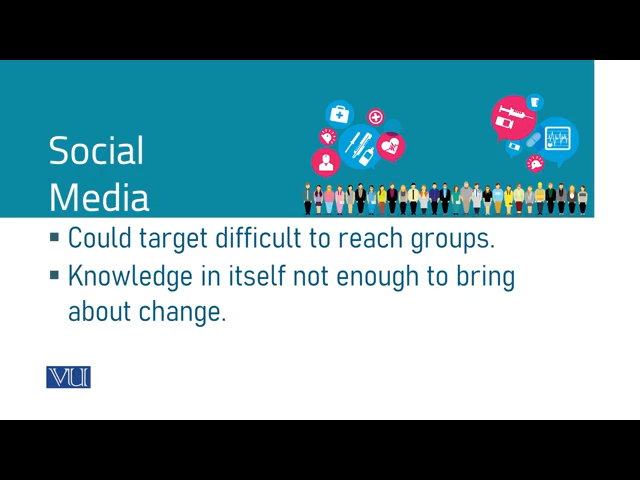 Social
Media
▪ Could target difficult to reach groups.
▪ Knowledge in itself not enough to bring
about change.
VU